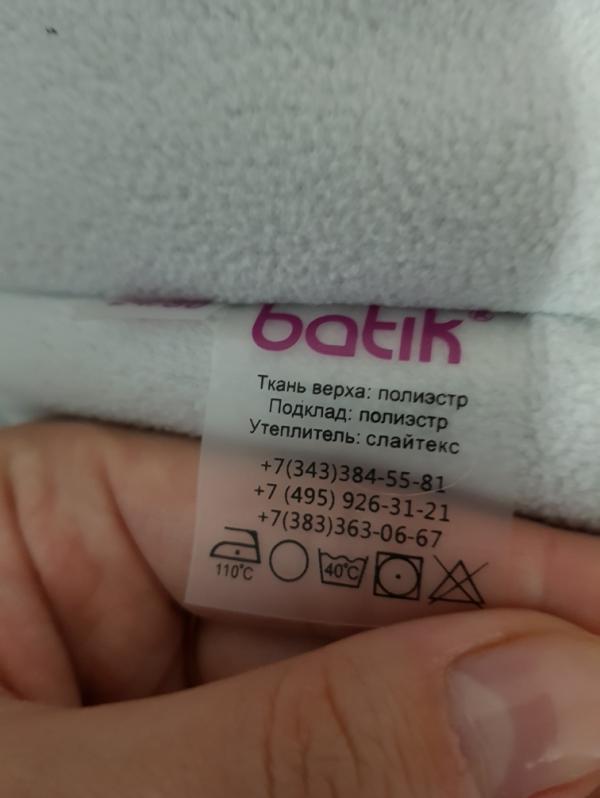 batik®
Ткань верха: полиэстр
Подклад: полиэстр
Утеплитель: слайтекс
+7(343)384-55-81
+7 (495) 926-31-21
+7(383)363-06-67
110°C 40°C